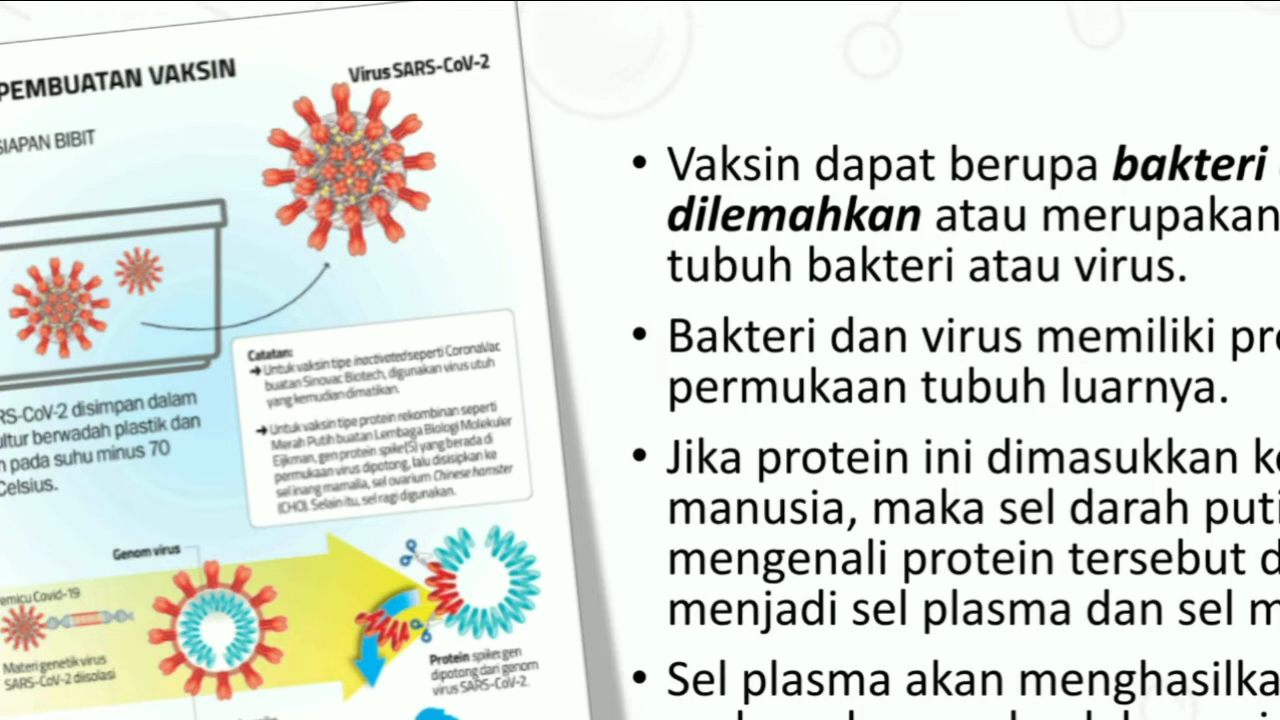 PEMBUATAN VAKSIN
Virus SARS-CoV-2
SIAPAN BIBIT
RS-CoV-2 disimpan dalam
ultur berwadah plastik dan
n pada suhu minus 70
Celsius.
Catatan:
➔ Untuk vaksin tipe inactivated seperti CoronaVac
buatan Sinovac Biotech, digunakan virus utuh
yang kemudian dimatikan.
➔ Untuk vaksin tipe protein rekombinan seperti
Merah Putih buatan Lembaga Biologi Molekuler
Eijkman, gen protein spike (S) yang berada di
permukaan virus dipotong, lalu disisipkan ke
sel inang mamalia, sel ovarium Chinese hamster
(CHO). Selain itu, sel ragi digunakan.
Genom virus
emicu Covid-19
Materi genetik virus
SARS-CoV-2 diisolasi
Protein spike gen
dipotong dari genom
virus SARS-CoV-2.
• Vaksin dapat berupa bakteri
dilemahkan atau merupakan
tubuh bakteri atau virus.
• Bakteri dan virus memiliki pro
permukaan tubuh luarnya.
• Jika protein ini dimasukkan ke
manusia, maka sel darah puti
mengenali protein tersebut d
menjadi sel plasma dan sel m
• Sel plasma akan menghasilka